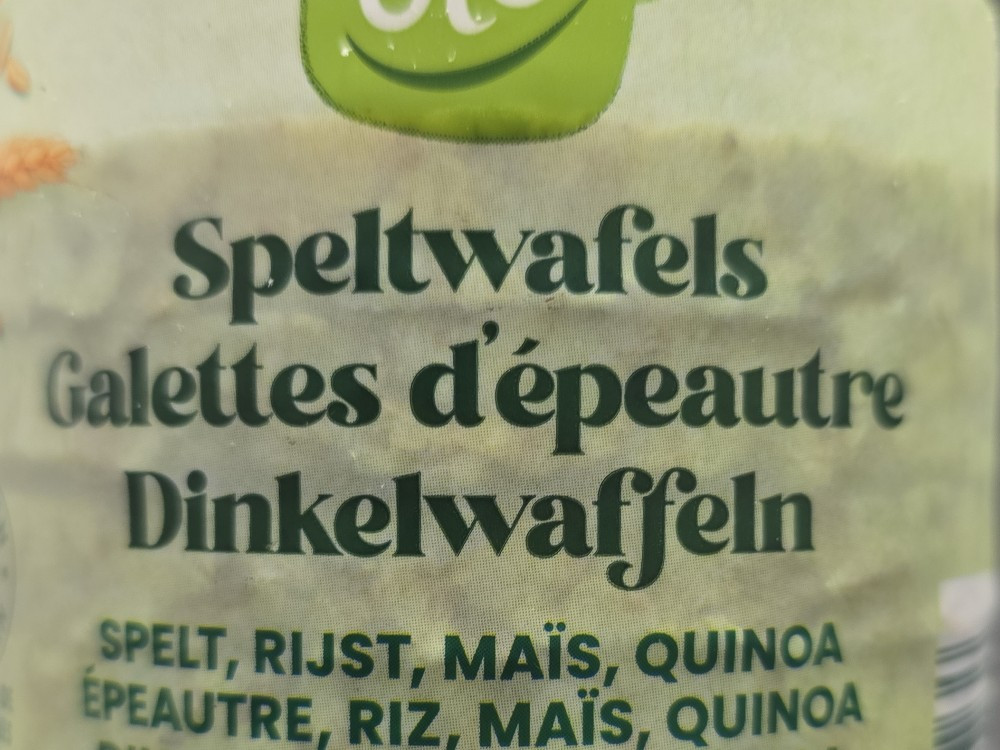 Speltwafels
Galettes d'épeautre
Dinkelwaffeln
SPELT, RIJST, MAÏS, QUINOA
ÉPEAUTRE, RIZ, MAÏS, QUINOA